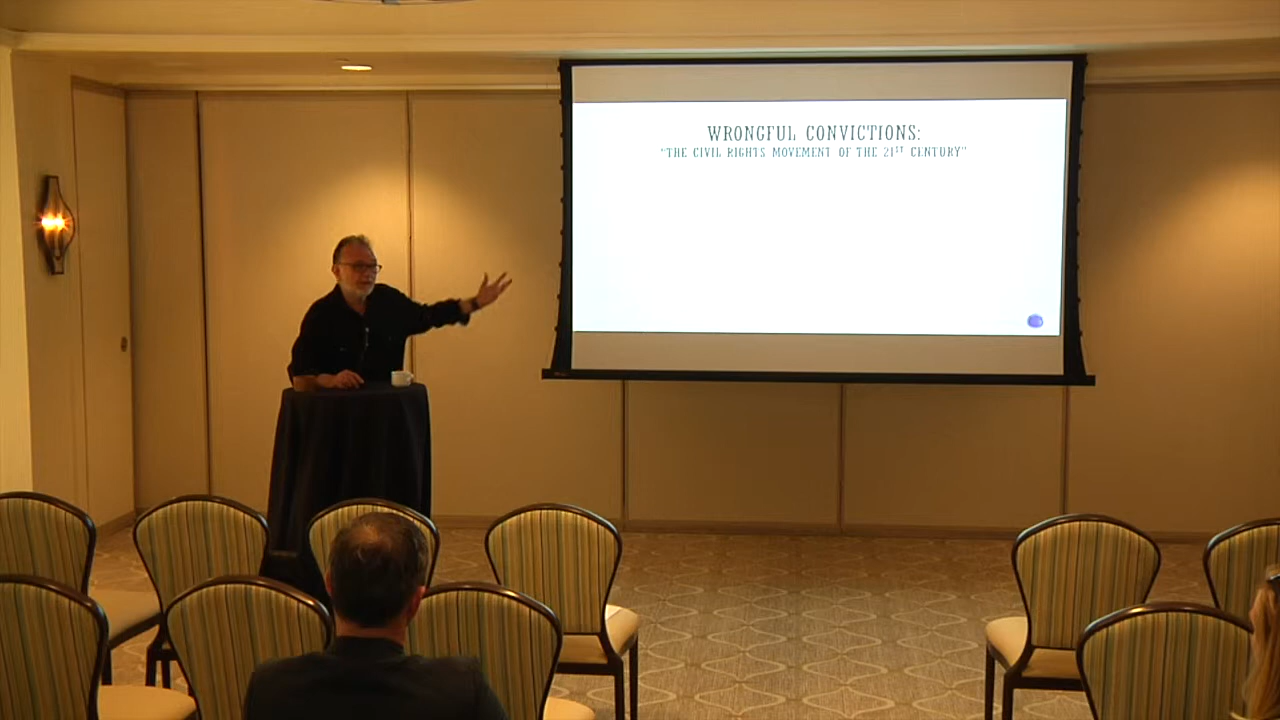 WRONGFUL CONVICTIONS:
"THE CIVIL RIGHTS MOVEMENT OF THE 21ST CENTURY"